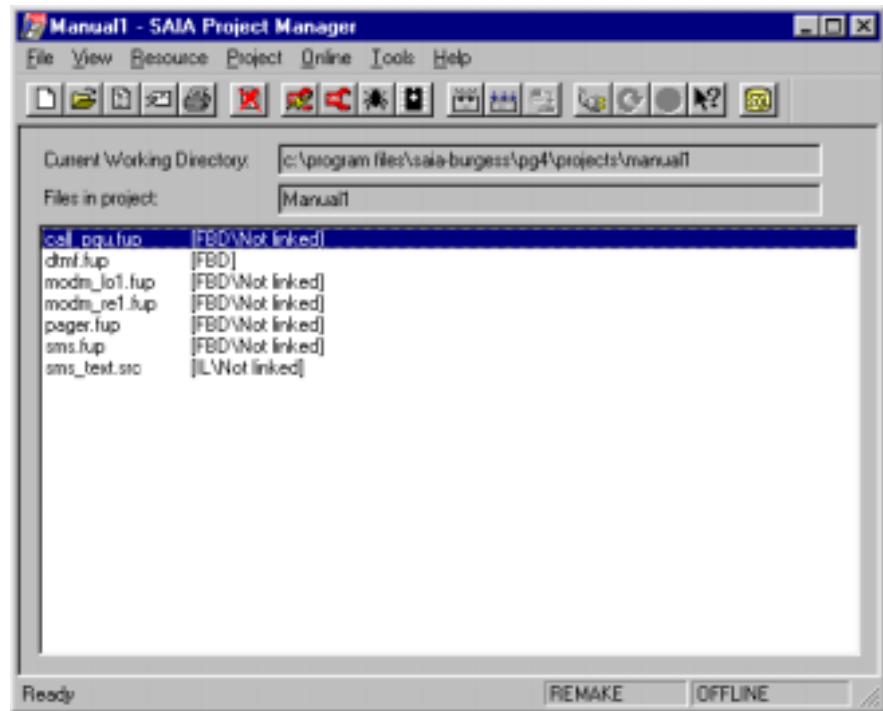 Manual1 - SAIA Project Manager
File View Resource Project Online Tools Help
Current Working Directory: c:\program files\saia-burgess\pg4\projects\manual1
Files in project: Manual1
call_pgu.fup [FBD\Not linked]
dtmf.fup [FBD]
modm_lo1.fup [FBD\Not linked]
modm_re1.fup [FBD\Not linked]
pager.fup [FBD\Not linked]
sms.fup [FBD\Not linked]
sms_text.src [IL\Not linked]
Ready REMAKE OFFLINE